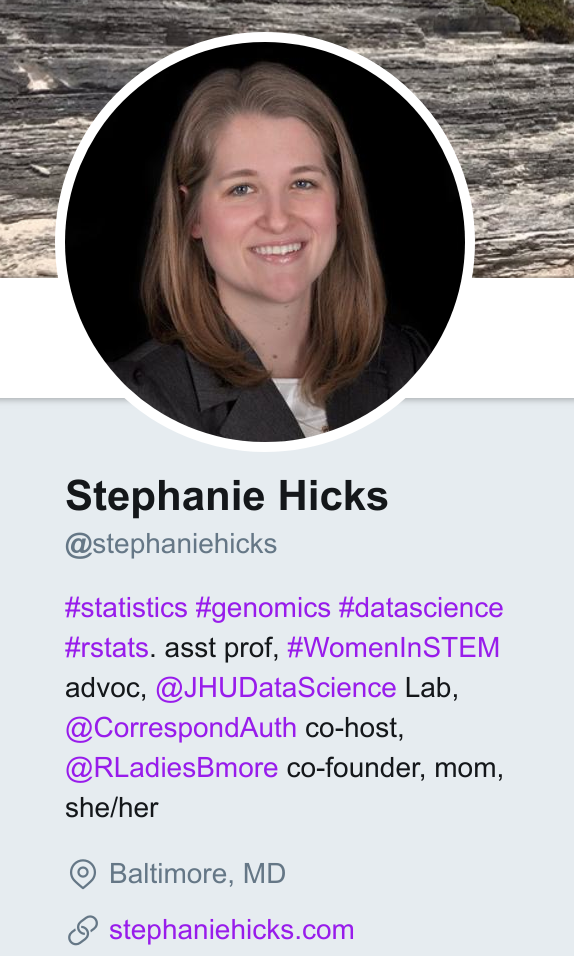 Stephanie Hicks
@stephaniehicks
#statistics #genomics #datascience
#rstats. asst prof, #WomenInSTEM
advoc, @JHUDataScience Lab,
@CorrespondAuth co-host,
@RLadiesBmore co-founder, mom,
she/her
Baltimore, MD
stephaniehicks.com